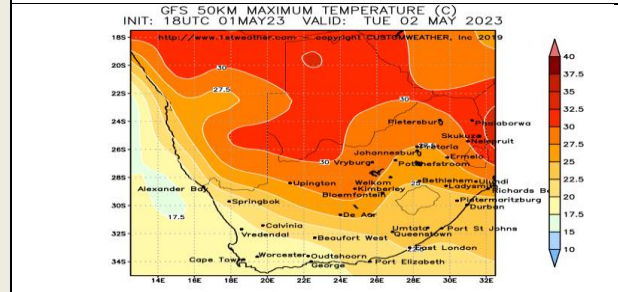 GFS 50KM MAXIMUM TEMPERATURE (C)
INIT: 18UTC 01MAY23 VALID: TUE 02 MAY 2023
http://www.1stweather.com -- copyright CUSTOMWEATHER, Inc 2019
18S
20S
22S
24S
26S
28S
30S
32S
34S
14E 16E 18E 20E 22E 24E 26E 28E 30E 32E
30
27.5
30
30
25
17.5
Pietersburg
Phalaborwa
Skukuza
Nelspruit
Pretoria
Johannesburg
Ermelo
Vryburg
Potchefstroom
Upington
Welkom
Kimberley
Bethlehem
Ulundi
Ladysmith
Bloemfontein
Richards Ba
Alexander Bay
Springbok
Pietermaritzburg
Durban
De Aar
Calvinia
Vredendal
Beaufort West
Umtata
Queenstown
Port St Johns
East London
Cape Town
Worcester
Oudtshoorn
George
Port Elizabeth
40
37.5
35
32.5
30
27.5
25
22.5
20
17.5
15
10